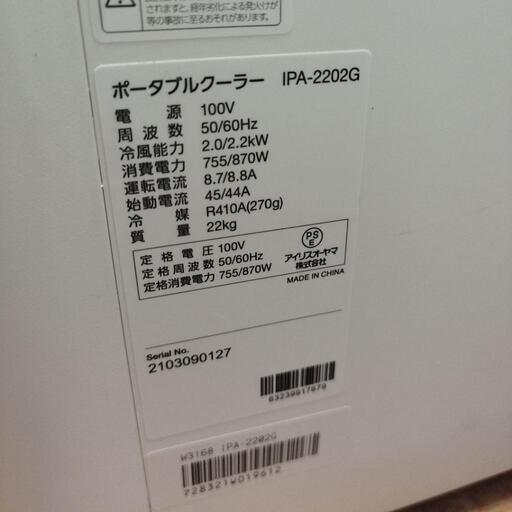 されますと、経年劣化による発火けが
等の事故に至るおそれがあります。
ポータブルクーラー IPA-2202G
電源 100V
周波数 50/60Hz
冷風能力 2.0/2.2kW
消費電力 755/870W
運転電流 8.7/8.8A
始動電流 45/44A
冷媒 R410A(270g)
質量 22kg
定格電圧 100V
定格周波数 50/60Hz
定格消費電力 755/870W
PSE
アイリスオーヤマ
株式会社
MADE IN CHINA
Serial No.
2103090127
63239917679
W3168 IPA-2202G
728321W019612